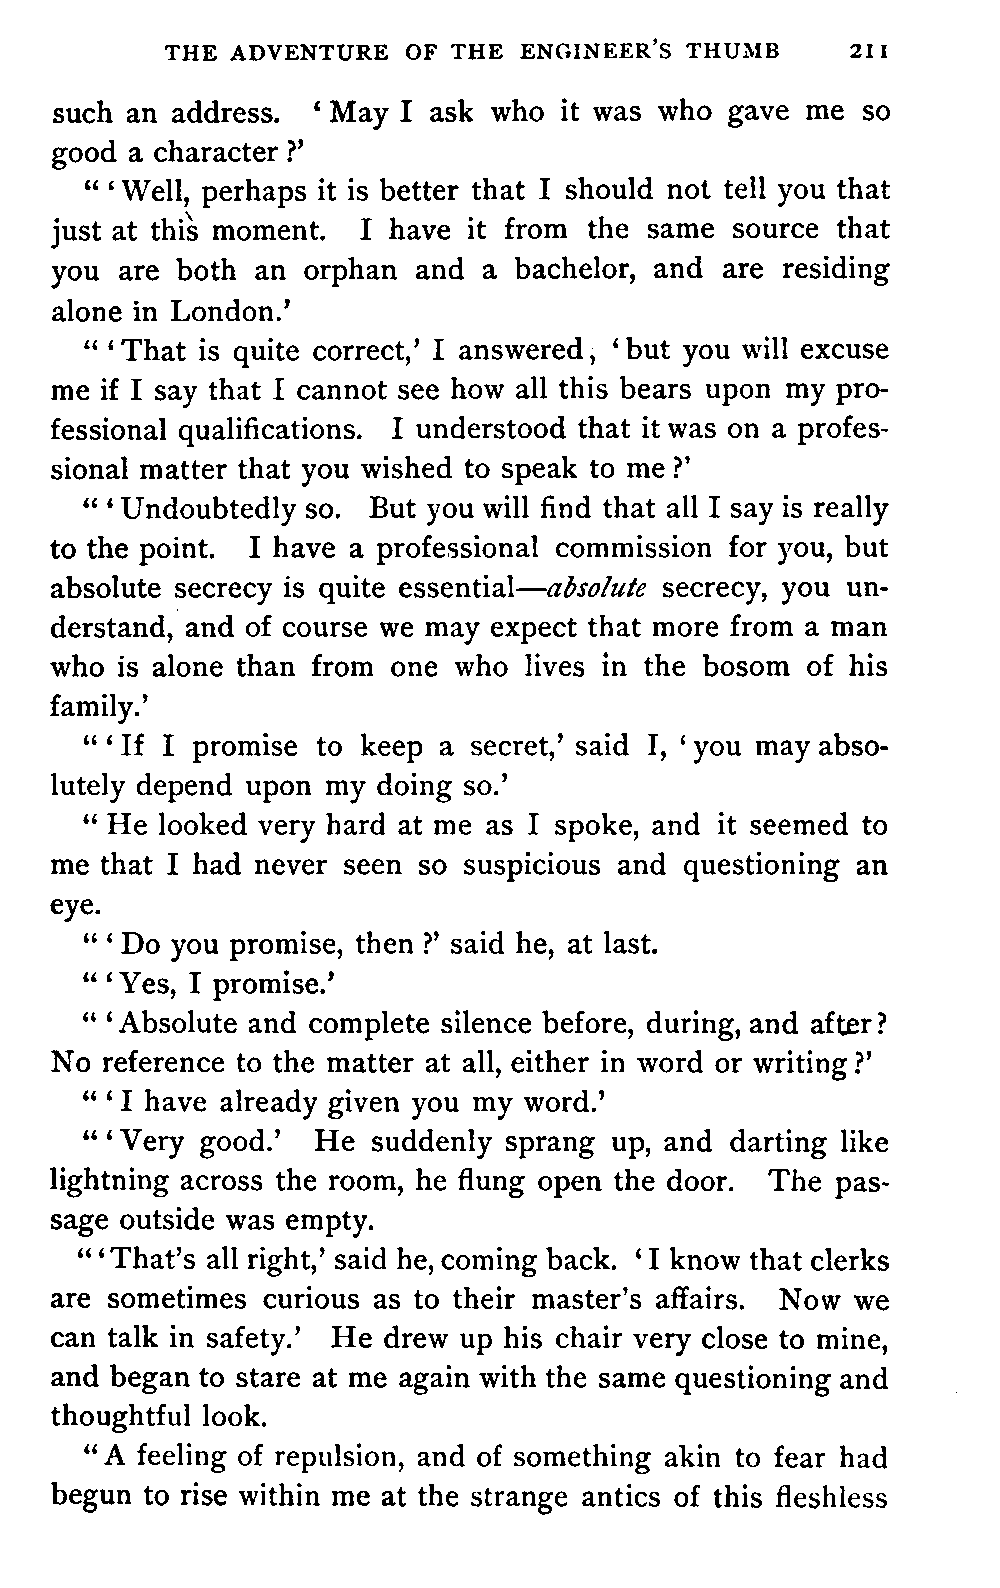 THE ADVENTURE OF THE ENGINEER'S THUMB 211
such an address. ‘May I ask who it was who gave me so
good a character?’
“‘Well, perhaps it is better that I should not tell you that
just at this moment. I have it from the same source that
you are both an orphan and a bachelor, and are residing
alone in London.’
“‘That is quite correct,’ I answered, ‘but you will excuse
me if I say that I cannot see how all this bears upon my pro-
fessional qualifications. I understood that it was on a profes-
sional matter that you wished to speak to me?’
“‘Undoubtedly so. But you will find that all I say is really
to the point. I have a professional commission for you, but
absolute secrecy is quite essential—absolute secrecy, you un-
derstand, and of course we may expect that more from a man
who is alone than from one who lives in the bosom of his
family.’
“‘If I promise to keep a secret,’ said I, ‘you may abso-
lutely depend upon my doing so.’
“He looked very hard at me as I spoke, and it seemed to
me that I had never seen so suspicious and questioning an
eye.
“‘Do you promise, then?’ said he, at last.
“‘Yes, I promise.’
“‘Absolute and complete silence before, during, and after?
No reference to the matter at all, either in word or writing?’
“‘I have already given you my word.’
“‘Very good.’ He suddenly sprang up, and darting like
lightning across the room, he flung open the door. The pas-
sage outside was empty.
“‘That's all right,’ said he, coming back. ‘I know that clerks
are sometimes curious as to their master's affairs. Now we
can talk in safety.’ He drew up his chair very close to mine,
and began to stare at me again with the same questioning and
thoughtful look.
“A feeling of repulsion, and of something akin to fear had
begun to rise within me at the strange antics of this fleshless